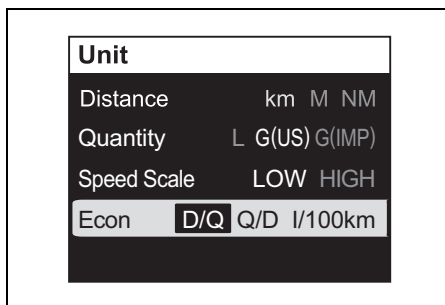 Unit
Distance km M NM
Quantity L G(US) G(IMP)
Speed Scale LOW HIGH
Econ D/Q Q/D l/100km